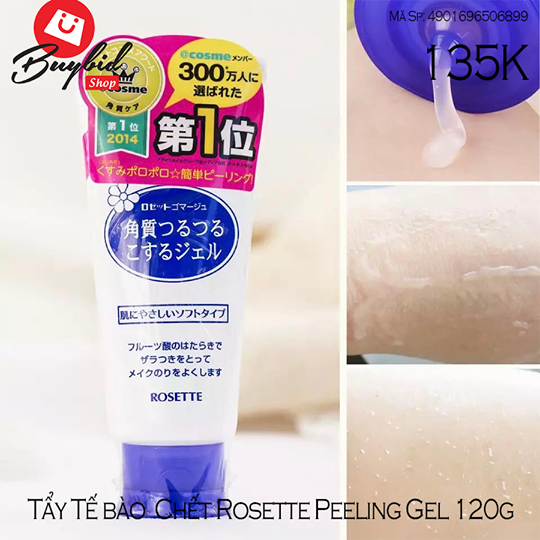 Buybid
Shop
Mã Sp: 4901696506899
135K
@cosme
角質ケア
第1位
2014
@cosmeメンバー
300万人に
選ばれた
第1位
くすみポロポロ☆簡単ピーリング!
ロゼットゴマージュ
角質つるつる
こするジェル
肌にやさしいソフトタイプ
フルーツ酸のはたらきで
ザラつきをとって
メイクのりをよくします
ROSETTE
Tẩy Tế bào Chết Rosette Peeling Gel 120g